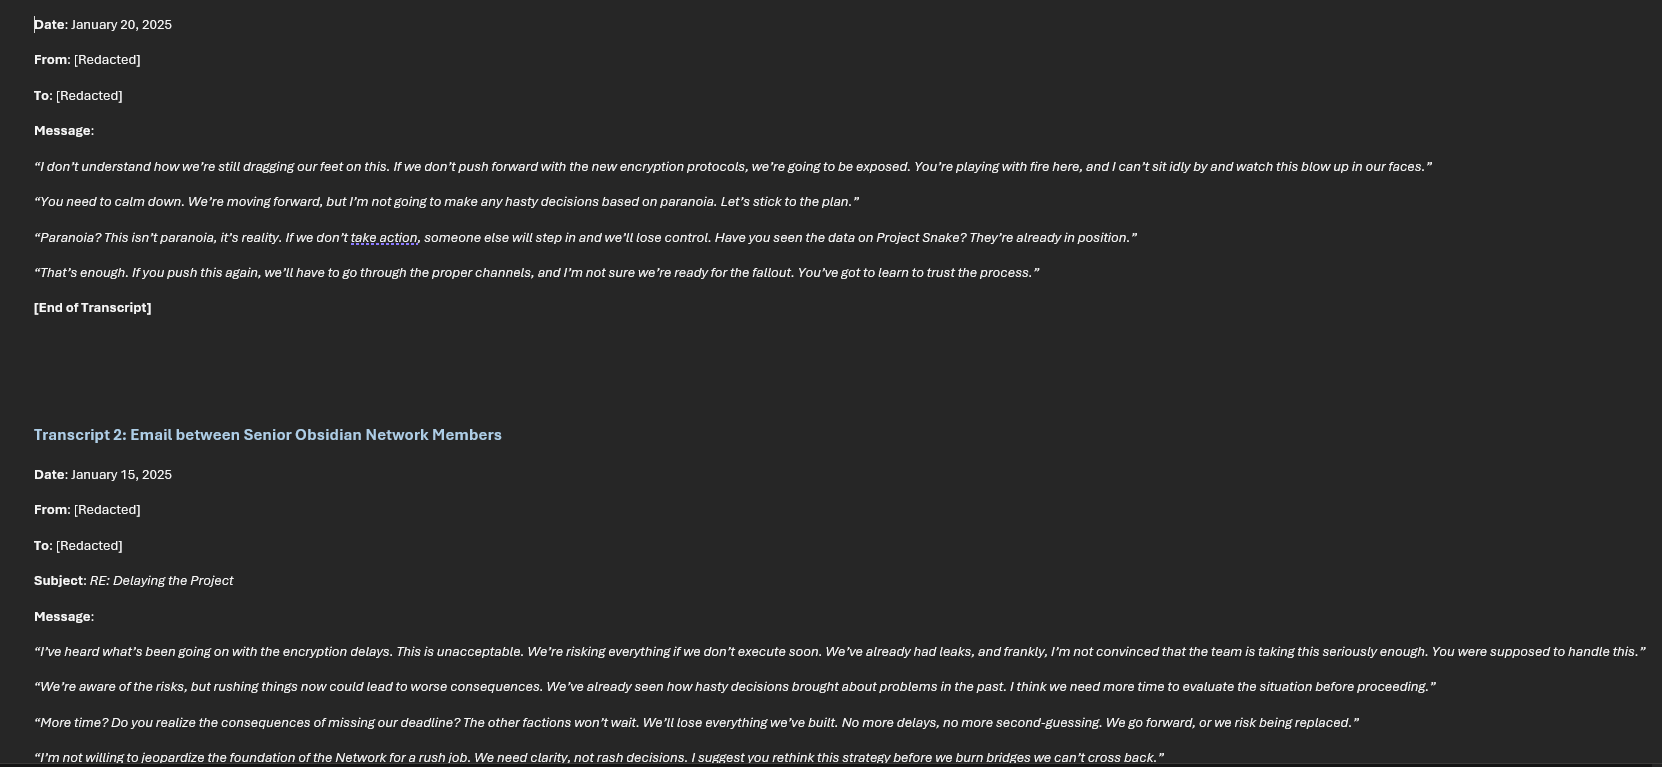 Date: January 20, 2025
From: [Redacted]
To: [Redacted]
Message:
“I don’t understand how we’re still dragging our feet on this. If we don’t push forward with the new encryption protocols, we’re going to be exposed. You’re playing with fire here, and I can’t sit idly by and watch this blow up in our faces.”
“You need to calm down. We’re moving forward, but I’m not going to make any hasty decisions based on paranoia. Let’s stick to the plan.”
“Paranoia? This isn’t paranoia, it’s reality. If we don’t take action, someone else will step in and we’ll lose control. Have you seen the data on Project Snake? They’re already in position.”
“That’s enough. If you push this again, we’ll have to go through the proper channels, and I’m not sure we’re ready for the fallout. You’ve got to learn to trust the process.”
[End of Transcript]
Transcript 2: Email between Senior Obsidian Network Members
Date: January 15, 2025
From: [Redacted]
To: [Redacted]
Subject: RE: Delaying the Project
Message:
“I’ve heard what’s been going on with the encryption delays. This is unacceptable. We’re risking everything if we don’t execute soon. We’ve already had leaks, and frankly, I’m not convinced that the team is taking this seriously enough. You were supposed to handle this.”
“We’re aware of the risks, but rushing things now could lead to worse consequences. We’ve already seen how hasty decisions brought about problems in the past. I think we need more time to evaluate the situation before proceeding.”
“More time? Do you realize the consequences of missing our deadline? The other factions won’t wait. We’ll lose everything we’ve built. No more delays, no more second-guessing. We go forward, or we risk being replaced.”
“I’m not willing to jeopardize the foundation of the Network for a rush job. We need clarity, not rash decisions. I suggest you rethink this strategy before we burn bridges we can’t cross back.”